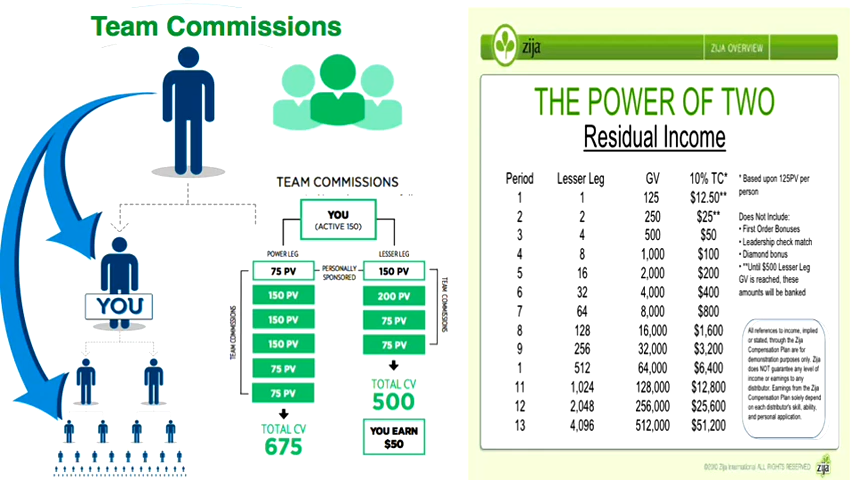 Team Commissions
YOU
TEAM COMMISSIONS
YOU
(ACTIVE 150)
POWER LEG
LESSER LEG
75 PV
PERSONALLY
SPONSORED
150 PV
150 PV
200 PV
150 PV
75 PV
150 PV
75 PV
75 PV
75 PV
TEAM COMMISSIONS
TEAM COMMISSIONS
TOTAL CV
675
TOTAL CV
500
YOU EARN
$50
zija
ZIJA OVERVIEW
THE POWER OF TWO
Residual Income
Period Lesser Leg GV 10% TC*
1 1 125 $12.50**
2 2 250 $25**
3 4 500 $50
4 8 1,000 $100
5 16 2,000 $200
6 32 4,000 $400
7 64 8,000 $800
8 128 16,000 $1,600
9 256 32,000 $3,200
1 512 64,000 $6,400
11 1,024 128,000 $12,800
12 2,048 256,000 $25,600
13 4,096 512,000 $51,200
* Based upon 125PV per
person
Does Not Include:
• First Order Bonuses
• Leadership check match
• Diamond bonus
• **Until $500 Lesser Leg
GV is reached, these
amounts will be banked
All references to income, implied
or stated, through the Zija
Compensation Plan are for
demonstration purposes only. Zija
does NOT guarantee any level of
income or earnings to any
distributor. Earnings from the Zija
Compensation Plan solely depend
on each distributor's skill, ability,
and personal application.
Zija International ALL RIGHTS RESERVED
zija